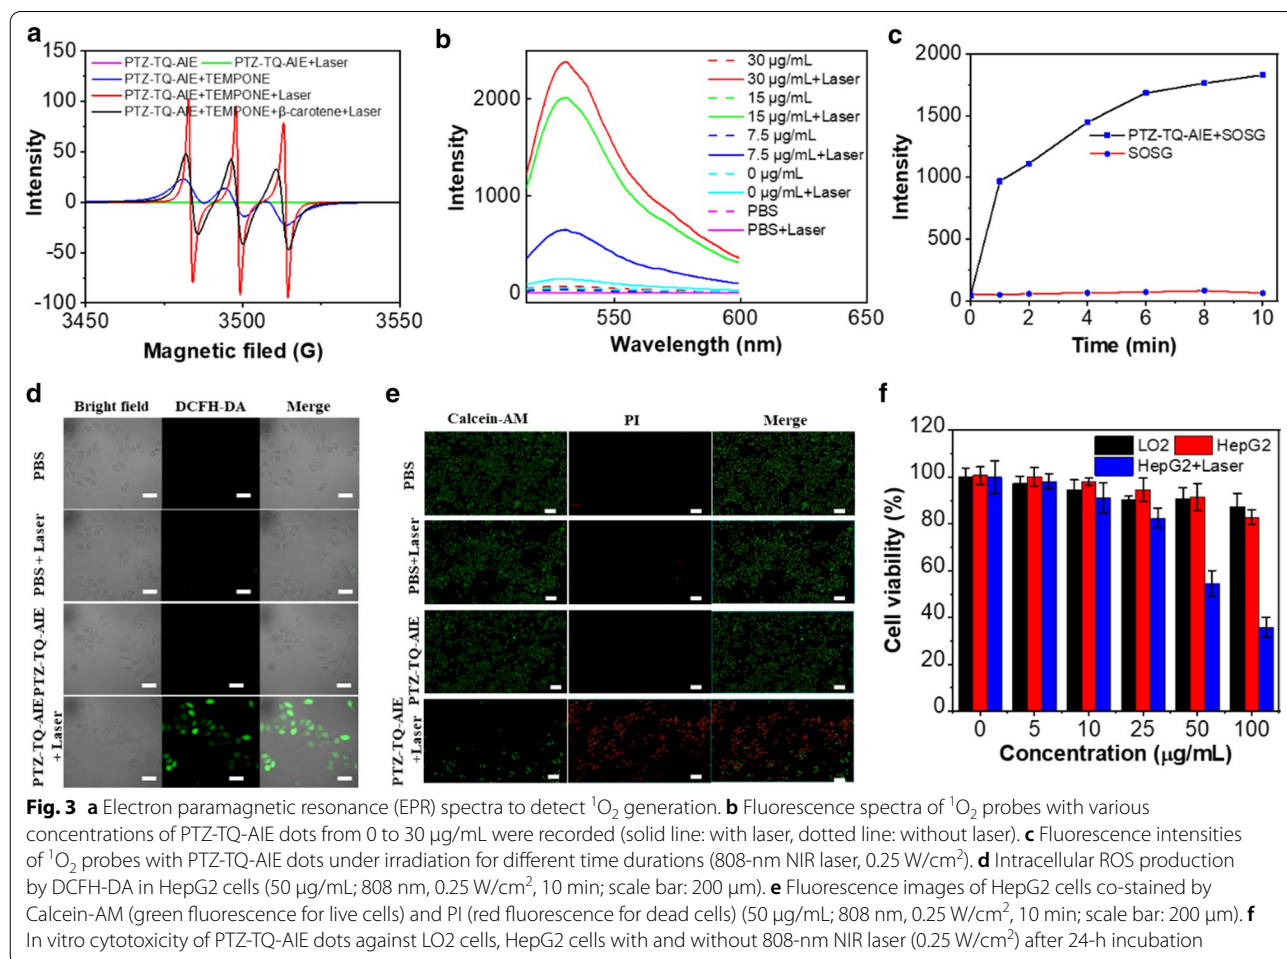 a
150
100
50
0
-50
-100
Intensity
PTZ-TQ-AIE PTZ-TQ-AIE+Laser
PTZ-TQ-AIE+TEMPONE
PTZ-TQ-AIE+TEMPONE+Laser
PTZ-TQ-AIE+TEMPONE+β-carotene+Laser
3450 3500 3550
Magnetic filed (G)
b
2000
1000
0
Intensity
30 µg/mL
30 µg/mL+Laser
15 µg/mL
15 µg/mL+Laser
7.5 µg/mL
7.5 µg/mL+Laser
0 µg/mL
0 µg/mL+Laser
PBS
PBS+Laser
550 600 650
Wavelength (nm)
c
2000
1500
1000
500
0
Intensity
PTZ-TQ-AIE+SOSG
SOSG
0 2 4 6 8 10
Time (min)
d
Bright field DCFH-DA Merge
PBS
PBS + Laser
PTZ-TQ-AIE
PTZ-TQ-AIE
+Laser
e
Calcein-AM PI Merge
PBS
PBS+Laser
PTZ-TQ-AIE
PTZ-TQ-AIE
+Laser
f
120
100
80
60
40
20
0
Cell viability (%)
LO2 HepG2
HepG2+Laser
0 5 10 25 50 100
Concentration (µg/mL)
Fig. 3 a Electron paramagnetic resonance (EPR) spectra to detect ¹O₂ generation. b Fluorescence spectra of ¹O₂ probes with various
concentrations of PTZ-TQ-AIE dots from 0 to 30 µg/mL were recorded (solid line: with laser, dotted line: without laser). c Fluorescence intensities
of ¹O₂ probes with PTZ-TQ-AIE dots under irradiation for different time durations (808-nm NIR laser, 0.25 W/cm²). d Intracellular ROS production
by DCFH-DA in HepG2 cells (50 µg/mL; 808 nm, 0.25 W/cm², 10 min; scale bar: 200 µm). e Fluorescence images of HepG2 cells co-stained by
Calcein-AM (green fluorescence for live cells) and PI (red fluorescence for dead cells) (50 µg/mL; 808 nm, 0.25 W/cm², 10 min; scale bar: 200 µm). f
In vitro cytotoxicity of PTZ-TQ-AIE dots against LO2 cells, HepG2 cells with and without 808-nm NIR laser (0.25 W/cm²) after 24-h incubation